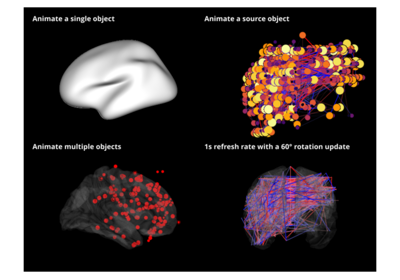 Animate a single object
Animate a source object
Animate multiple objects
1s refresh rate with a 60° rotation update